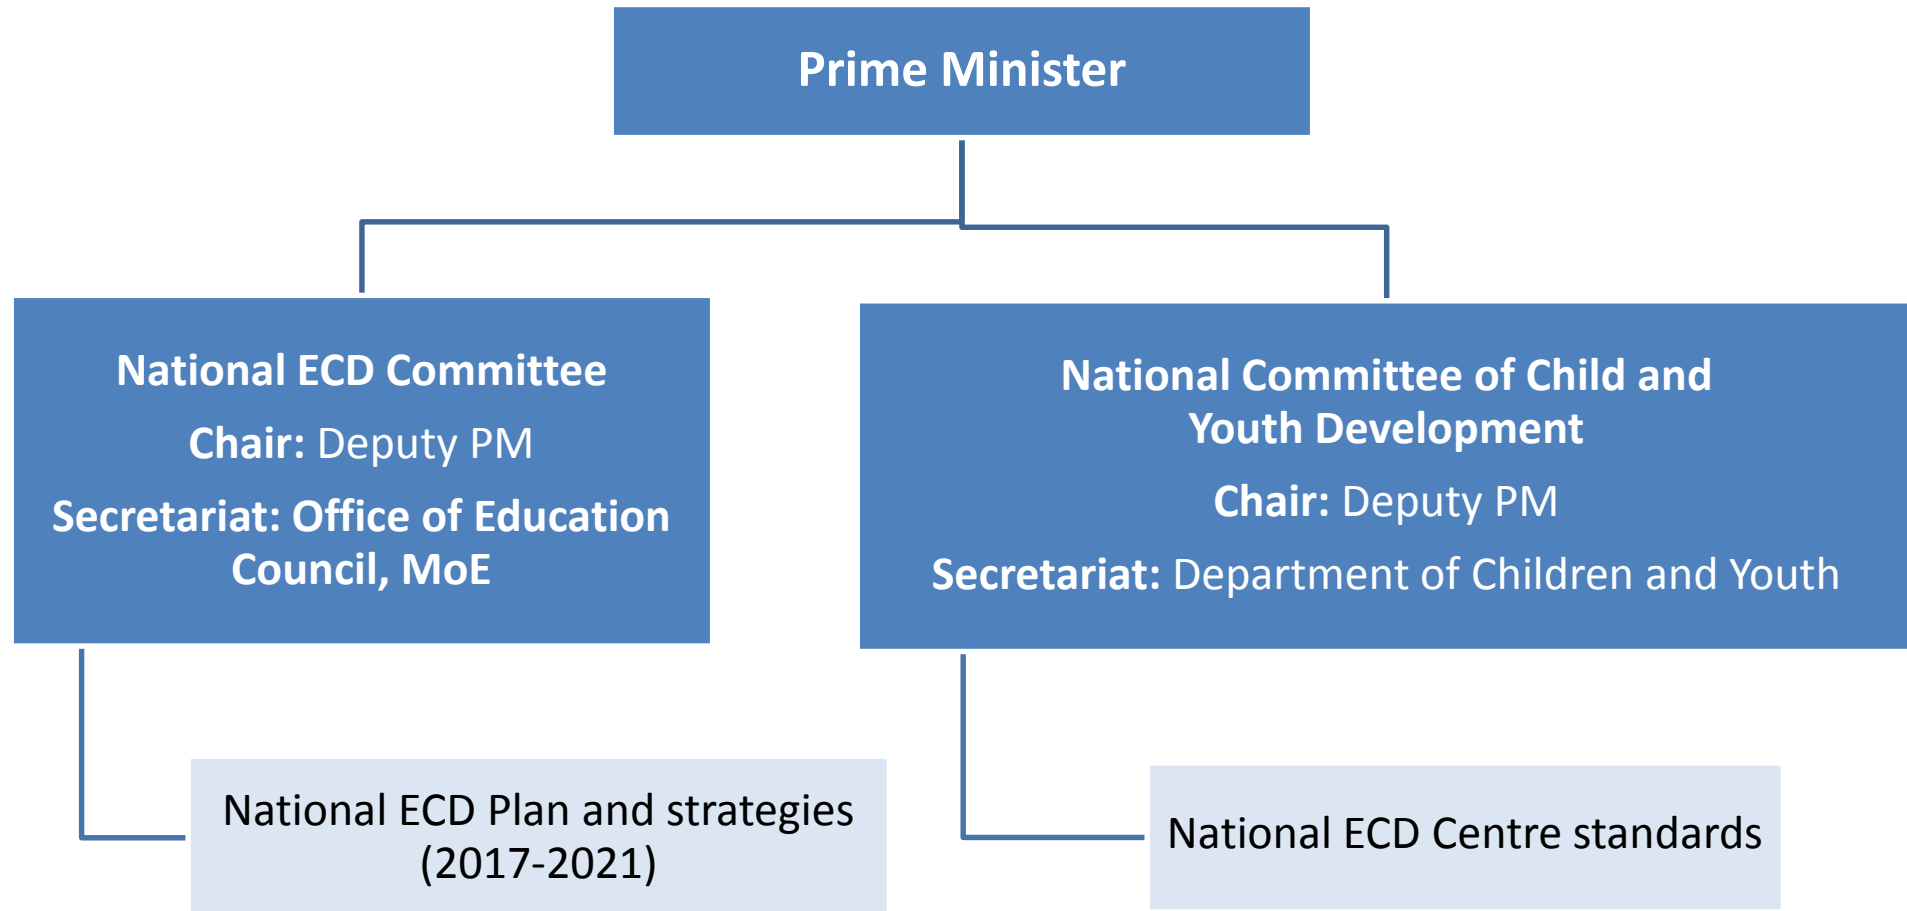 Prime Minister
National ECD Committee
Chair: Deputy PM
Secretariat: Office of Education
Council, MoE
National Committee of Child and
Youth Development
Chair: Deputy PM
Secretariat: Department of Children and Youth
National ECD Plan and strategies
(2017-2021)
National ECD Centre standards